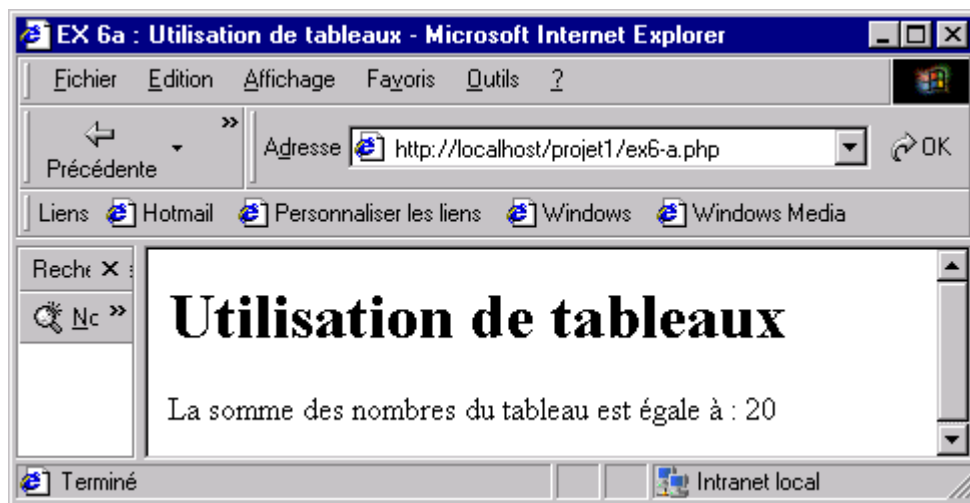 EX 6a : Utilisation de tableaux - Microsoft Internet Explorer
Fichier Edition Affichage Favoris Outils ?
Précédente » Adresse http://localhost/projet1/ex6-a.php OK
Liens Hotmail Personnaliser les liens Windows Windows Media
Reche
Nc »
Utilisation de tableaux
La somme des nombres du tableau est égale à : 20
Terminé Intranet local